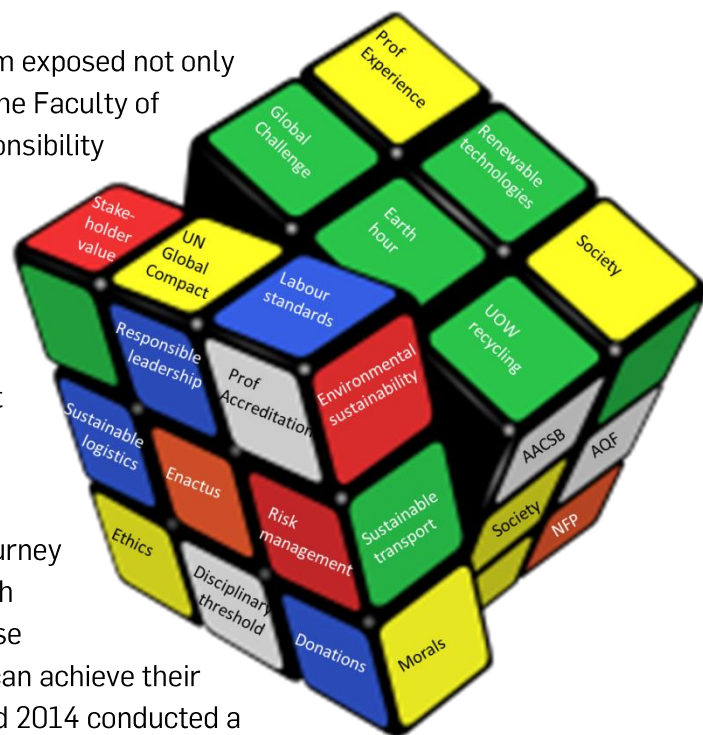 m exposed not only
ne Faculty of
onsibility
t
urney
h
se
can achieve their
d 2014 conducted a
Prof
Experience
Global
Challenge
Renewable
technologies
Earth
hour
Society
UOW
recycling
Stake-
holder
value
UN
Global
Compact
Labour
standards
Responsible
leadership
Prof
Accreditation
Environmental
sustainability
Sustainable
logistics
Enactus
Risk
management
Sustainable
transport
Ethics
Disciplinary
threshold
Donations
Morals
AACSB
AQF
Society
NFP